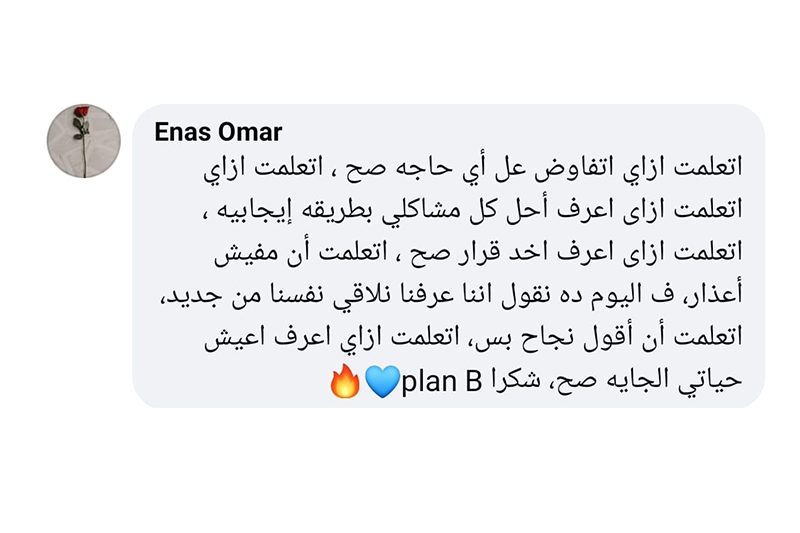 Enas Omar
اتعلمت ازاي اتفاوض عل أي حاجه صح ، اتعلمت ازاي
اتعلمت ازاى اعرف أحل كل مشاكلي بطريقه إيجابيه ،
اتعلمت ازاى اعرف اخد قرار صح ، اتعلمت أن مفيش
أعذار، ف اليوم ده نقول اننا عرفنا نلاقي نفسنا من جديد،
اتعلمت أن أقول نجاح بس، اتعلمت ازاي اعرف اعيش
حياتي الجايه صح، شكرا plan B💙🔥